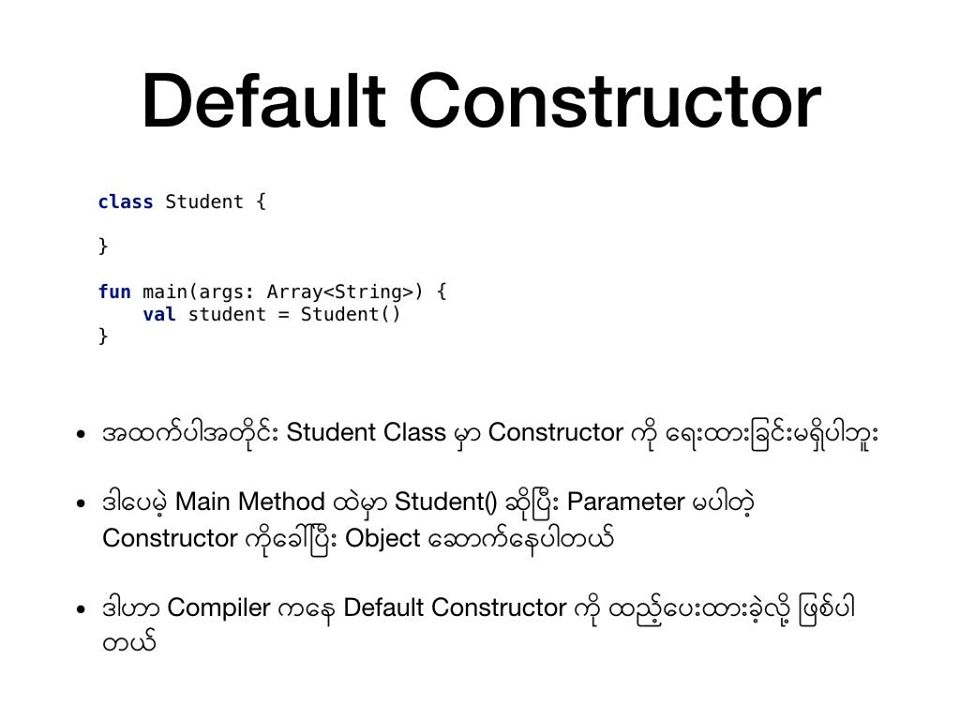 Default Constructor
class Student {
}
fun main(args: Array<String>) {
    val student = Student()
}
• အထက်ပါအတိုင်း Student Class မှာ Constructor ကို ရေးထားခြင်းမရှိပါဘူး
• ဒါပေမဲ့ Main Method ထဲမှာ Student() ဆိုပြီး Parameter မပါတဲ့
Constructor ကိုခေါ်ပြီး Object ဆောက်နေပါတယ်
• ဒါဟာ Compiler ကနေ Default Constructor ကို ထည့်ပေးထားခဲ့လို့ ဖြစ်ပါ
တယ်